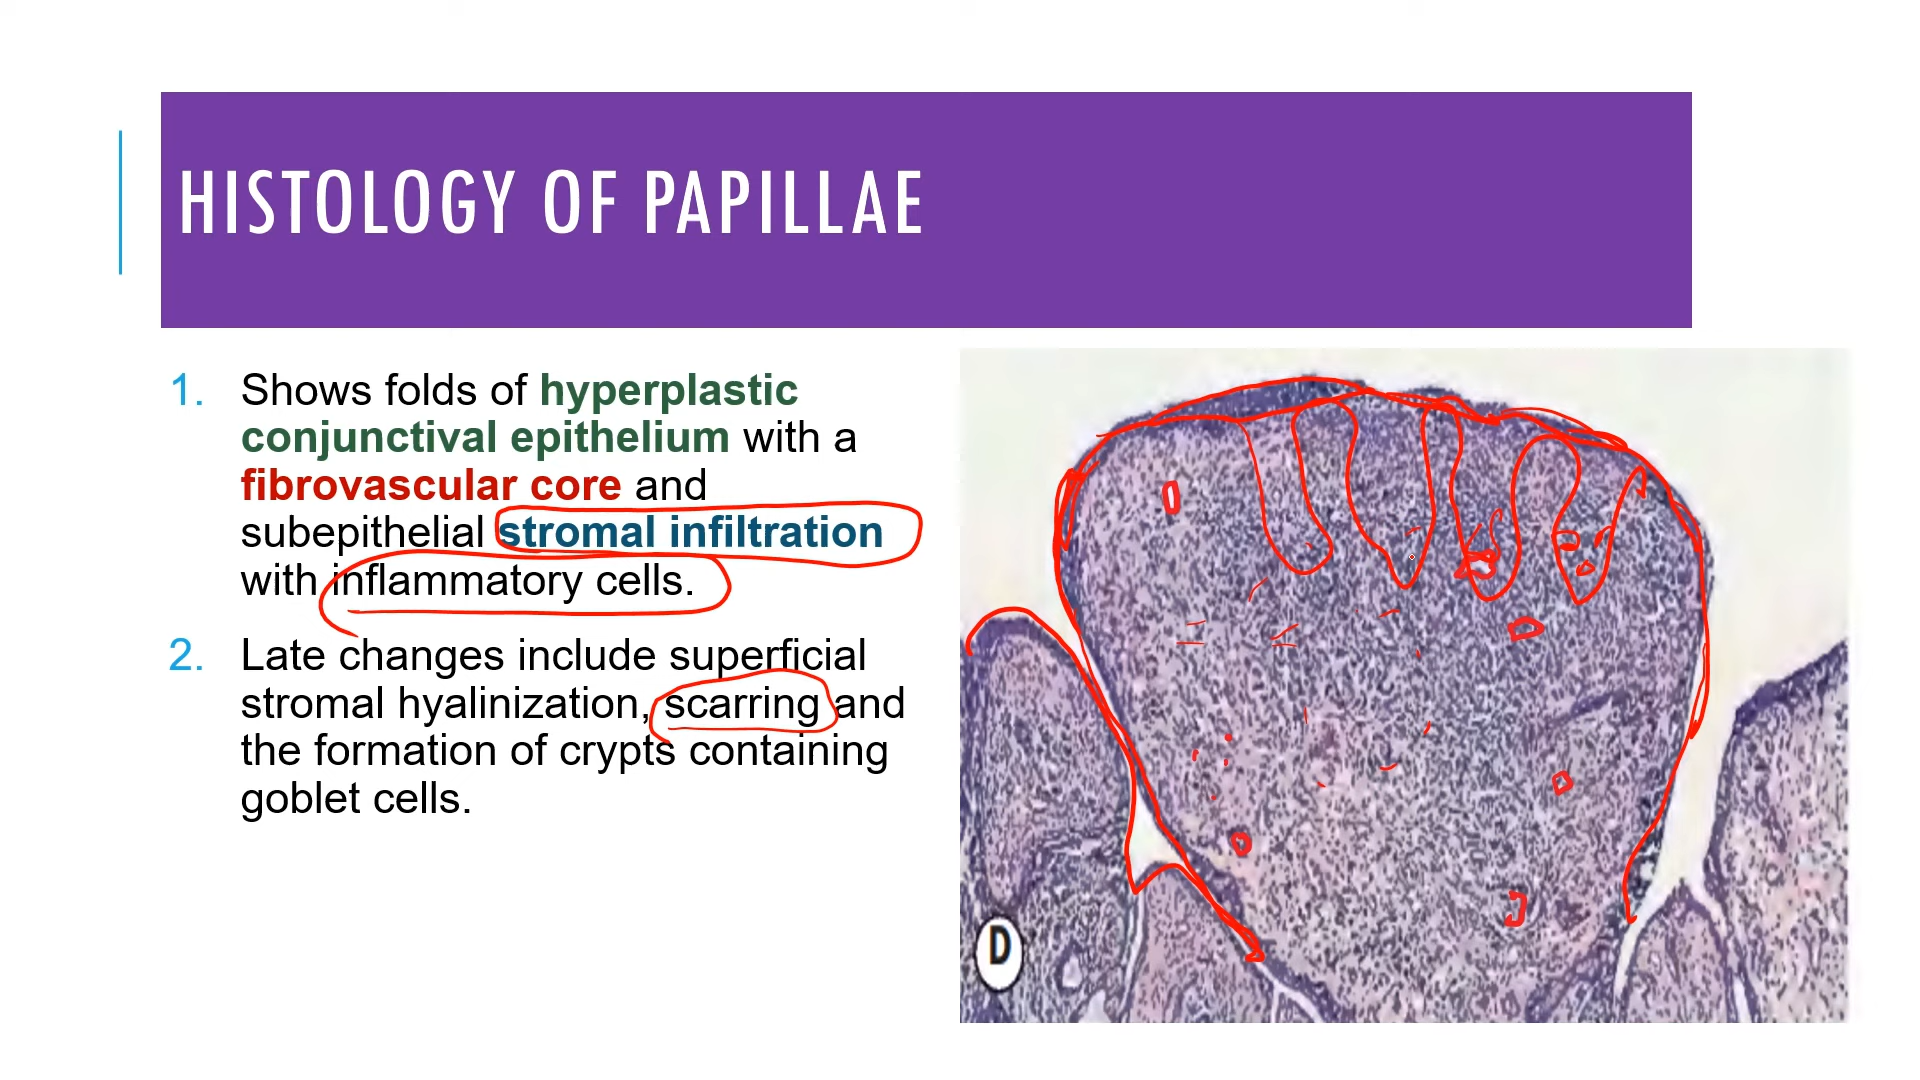 HISTOLOGY OF PAPILLAE
1. Shows folds of hyperplastic
conjunctival epithelium with a
fibrovascular core and
subepithelial stromal infiltration
with inflammatory cells.
2. Late changes include superficial
stromal hyalinization, scarring and
the formation of crypts containing
goblet cells.
D